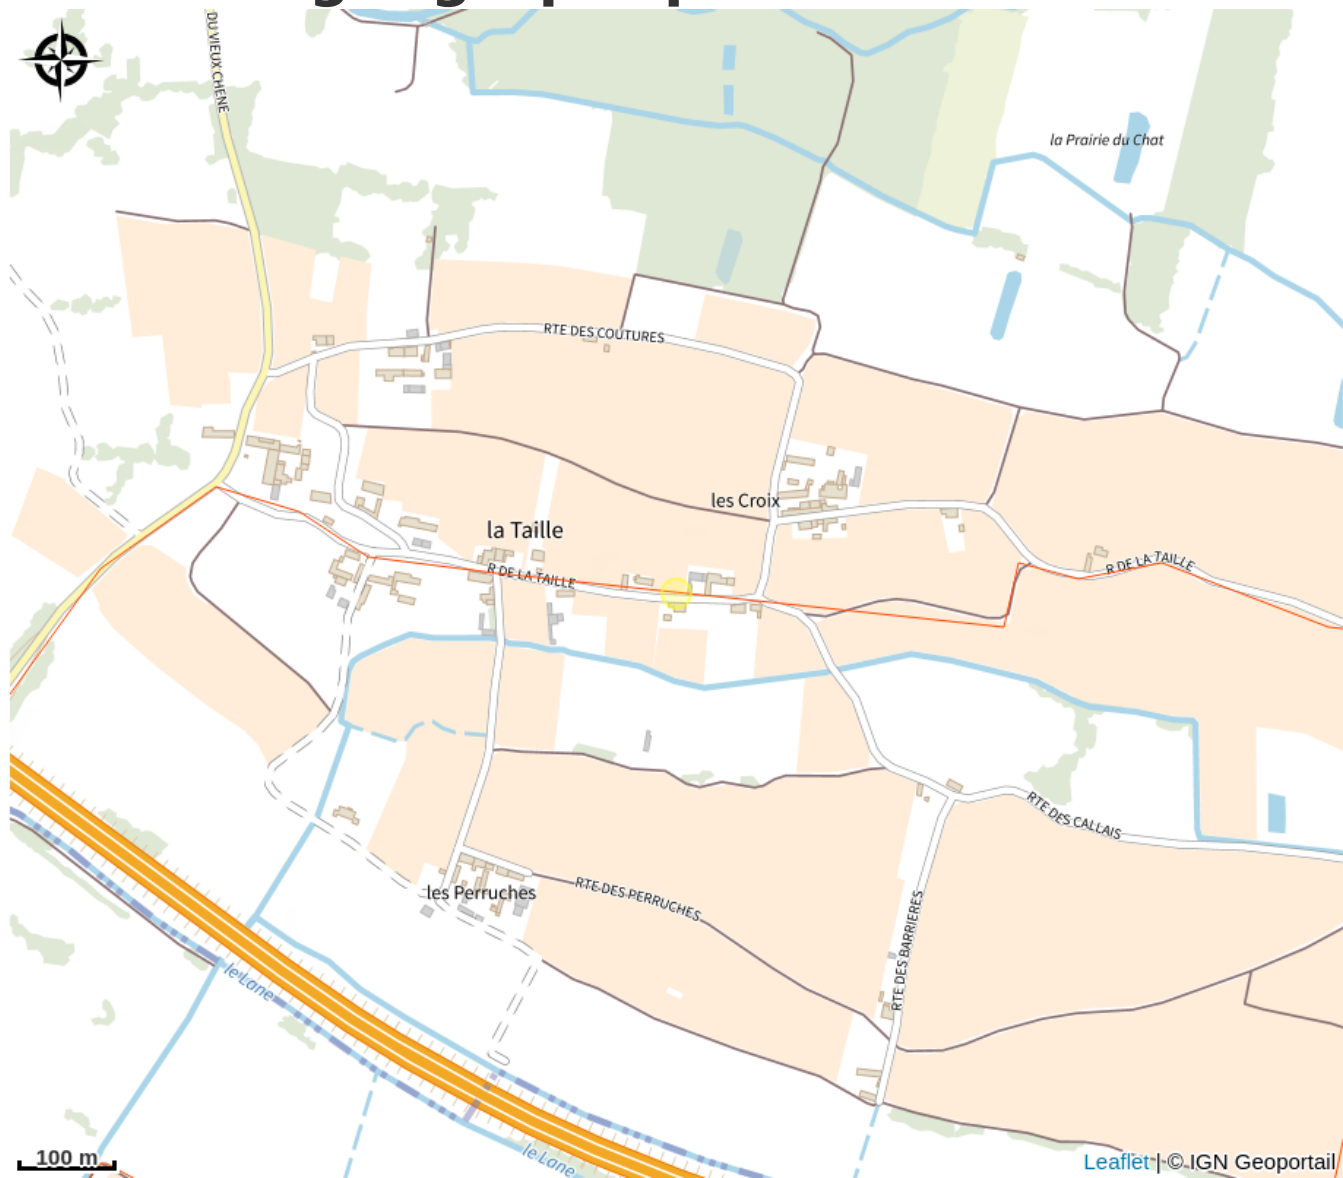 DU VIEUX CHENE
la Prairie du Chat
RTE DES COUTURES
les Croix
la Taille
R DE LA TAILLE
R DE LA TAILLE
RTE DES CALLAIS
les Perruches
RTE DES PERRUCHES
RTE DES BARRIERES
le Lane
le Lane
100 m
Leaflet | © IGN Geoportail